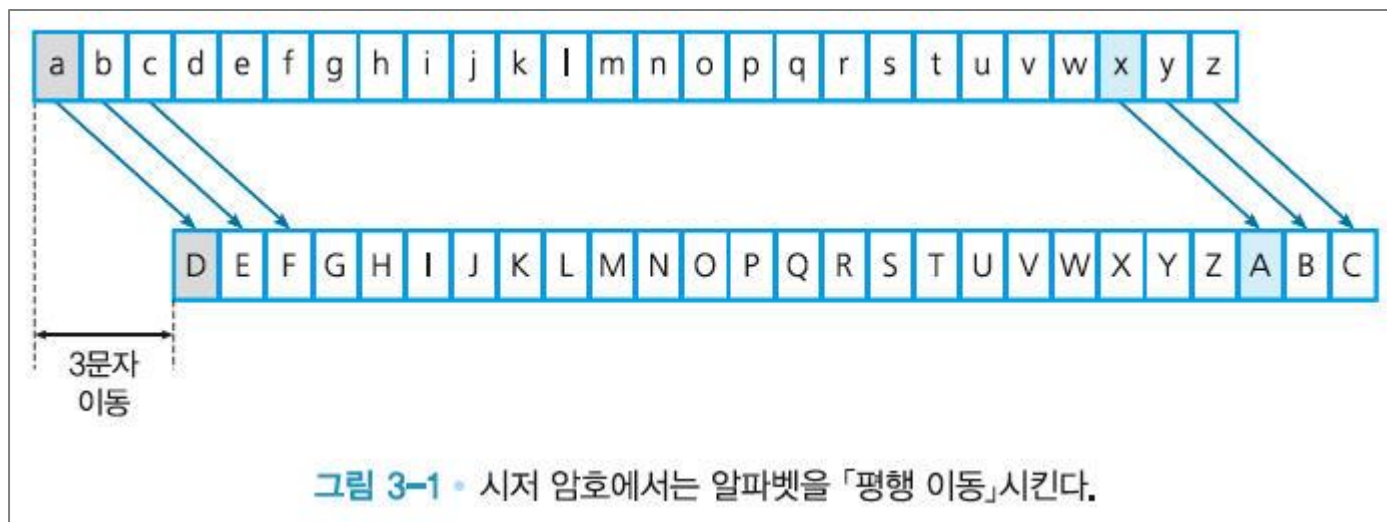 a b c d e f g h i j k l m n o p q r s t u v w x y z
D E F G H I J K L M N O P Q R S T U V W X Y Z A B C
3문자
이동
그림 3-1 • 시저 암호에서는 알파벳을 「평행 이동」시킨다.